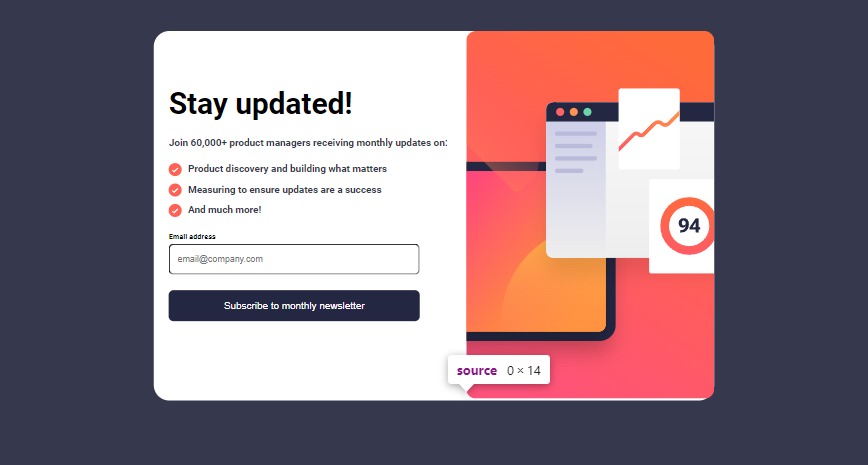 Stay updated!
Join 60,000+ product managers receiving monthly updates on:
Product discovery and building what matters
Measuring to ensure updates are a success
And much more!
Email address
email@company.com
Subscribe to monthly newsletter
94
source 0 × 14